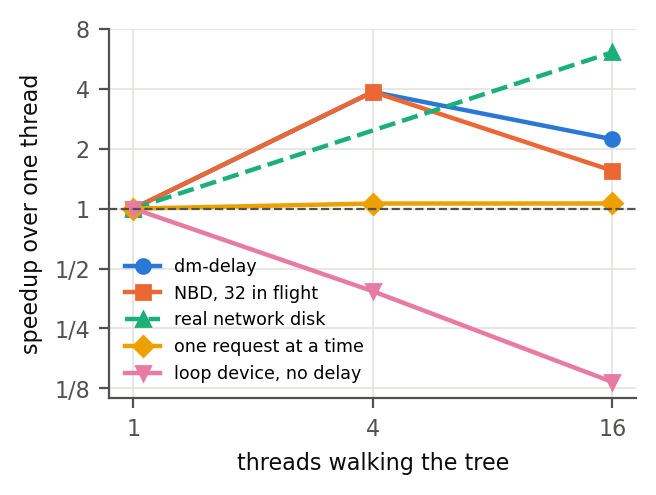 speedup over one thread
8
4
2
1
1/2
1/4
1/8
dm-delay
NBD, 32 in flight
real network disk
one request at a time
loop device, no delay
1
4
16
threads walking the tree